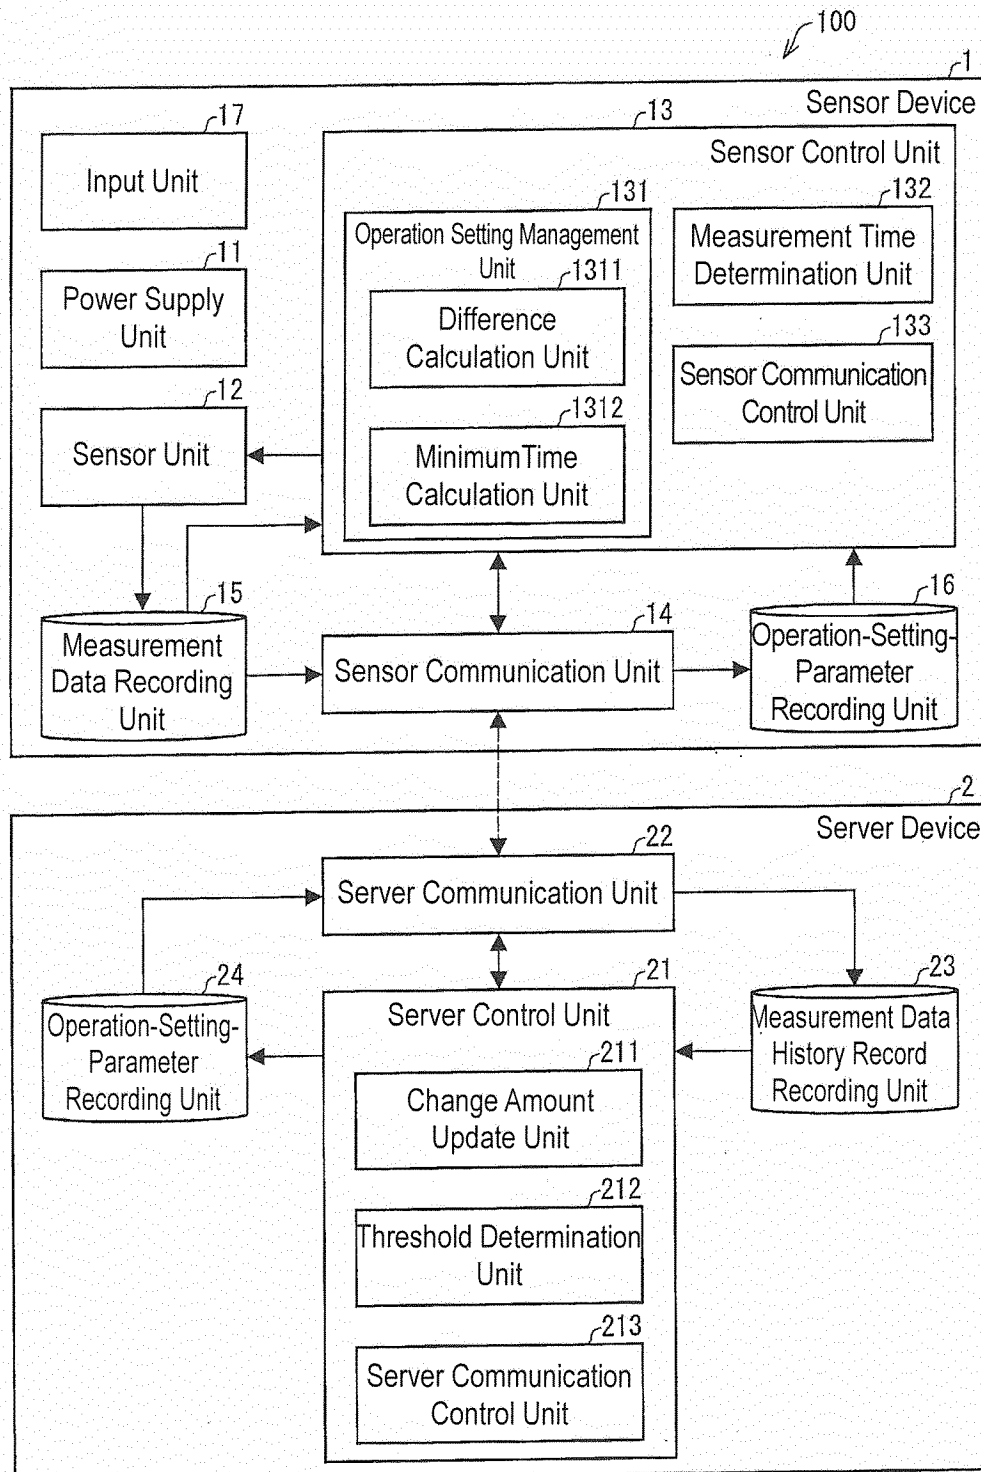 100
1
Sensor Device
17
Input Unit
11
Power Supply
Unit
12
Sensor Unit
13
Sensor Control Unit
131
Operation Setting Management
Unit
1311
Difference
Calculation Unit
1312
MinimumTime
Calculation Unit
132
Measurement Time
Determination Unit
133
Sensor Communication
Control Unit
15
Measurement
Data Recording
Unit
14
Sensor Communication Unit
16
Operation-Setting-
Parameter
Recording Unit
2
Server Device
22
Server Communication Unit
24
Operation-Setting-
Parameter
Recording Unit
21
Server Control Unit
211
Change Amount
Update Unit
212
Threshold Determination
Unit
213
Server Communication
Control Unit
23
Measurement Data
History Record
Recording Unit